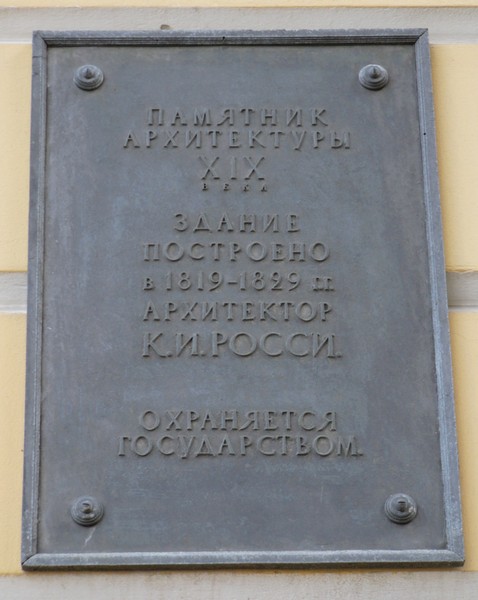 ПАМЯТНИК
АРХИТЕКТУРЫ
XIX
ВЕКА
ЗДАНИЕ
ПОСТРОЕНО
в 1819-1829 гг.
АРХИТЕКТОР
К.И.РОССИ.
ОХРАНЯЕТСЯ
ГОСУДАРСТВОМ.